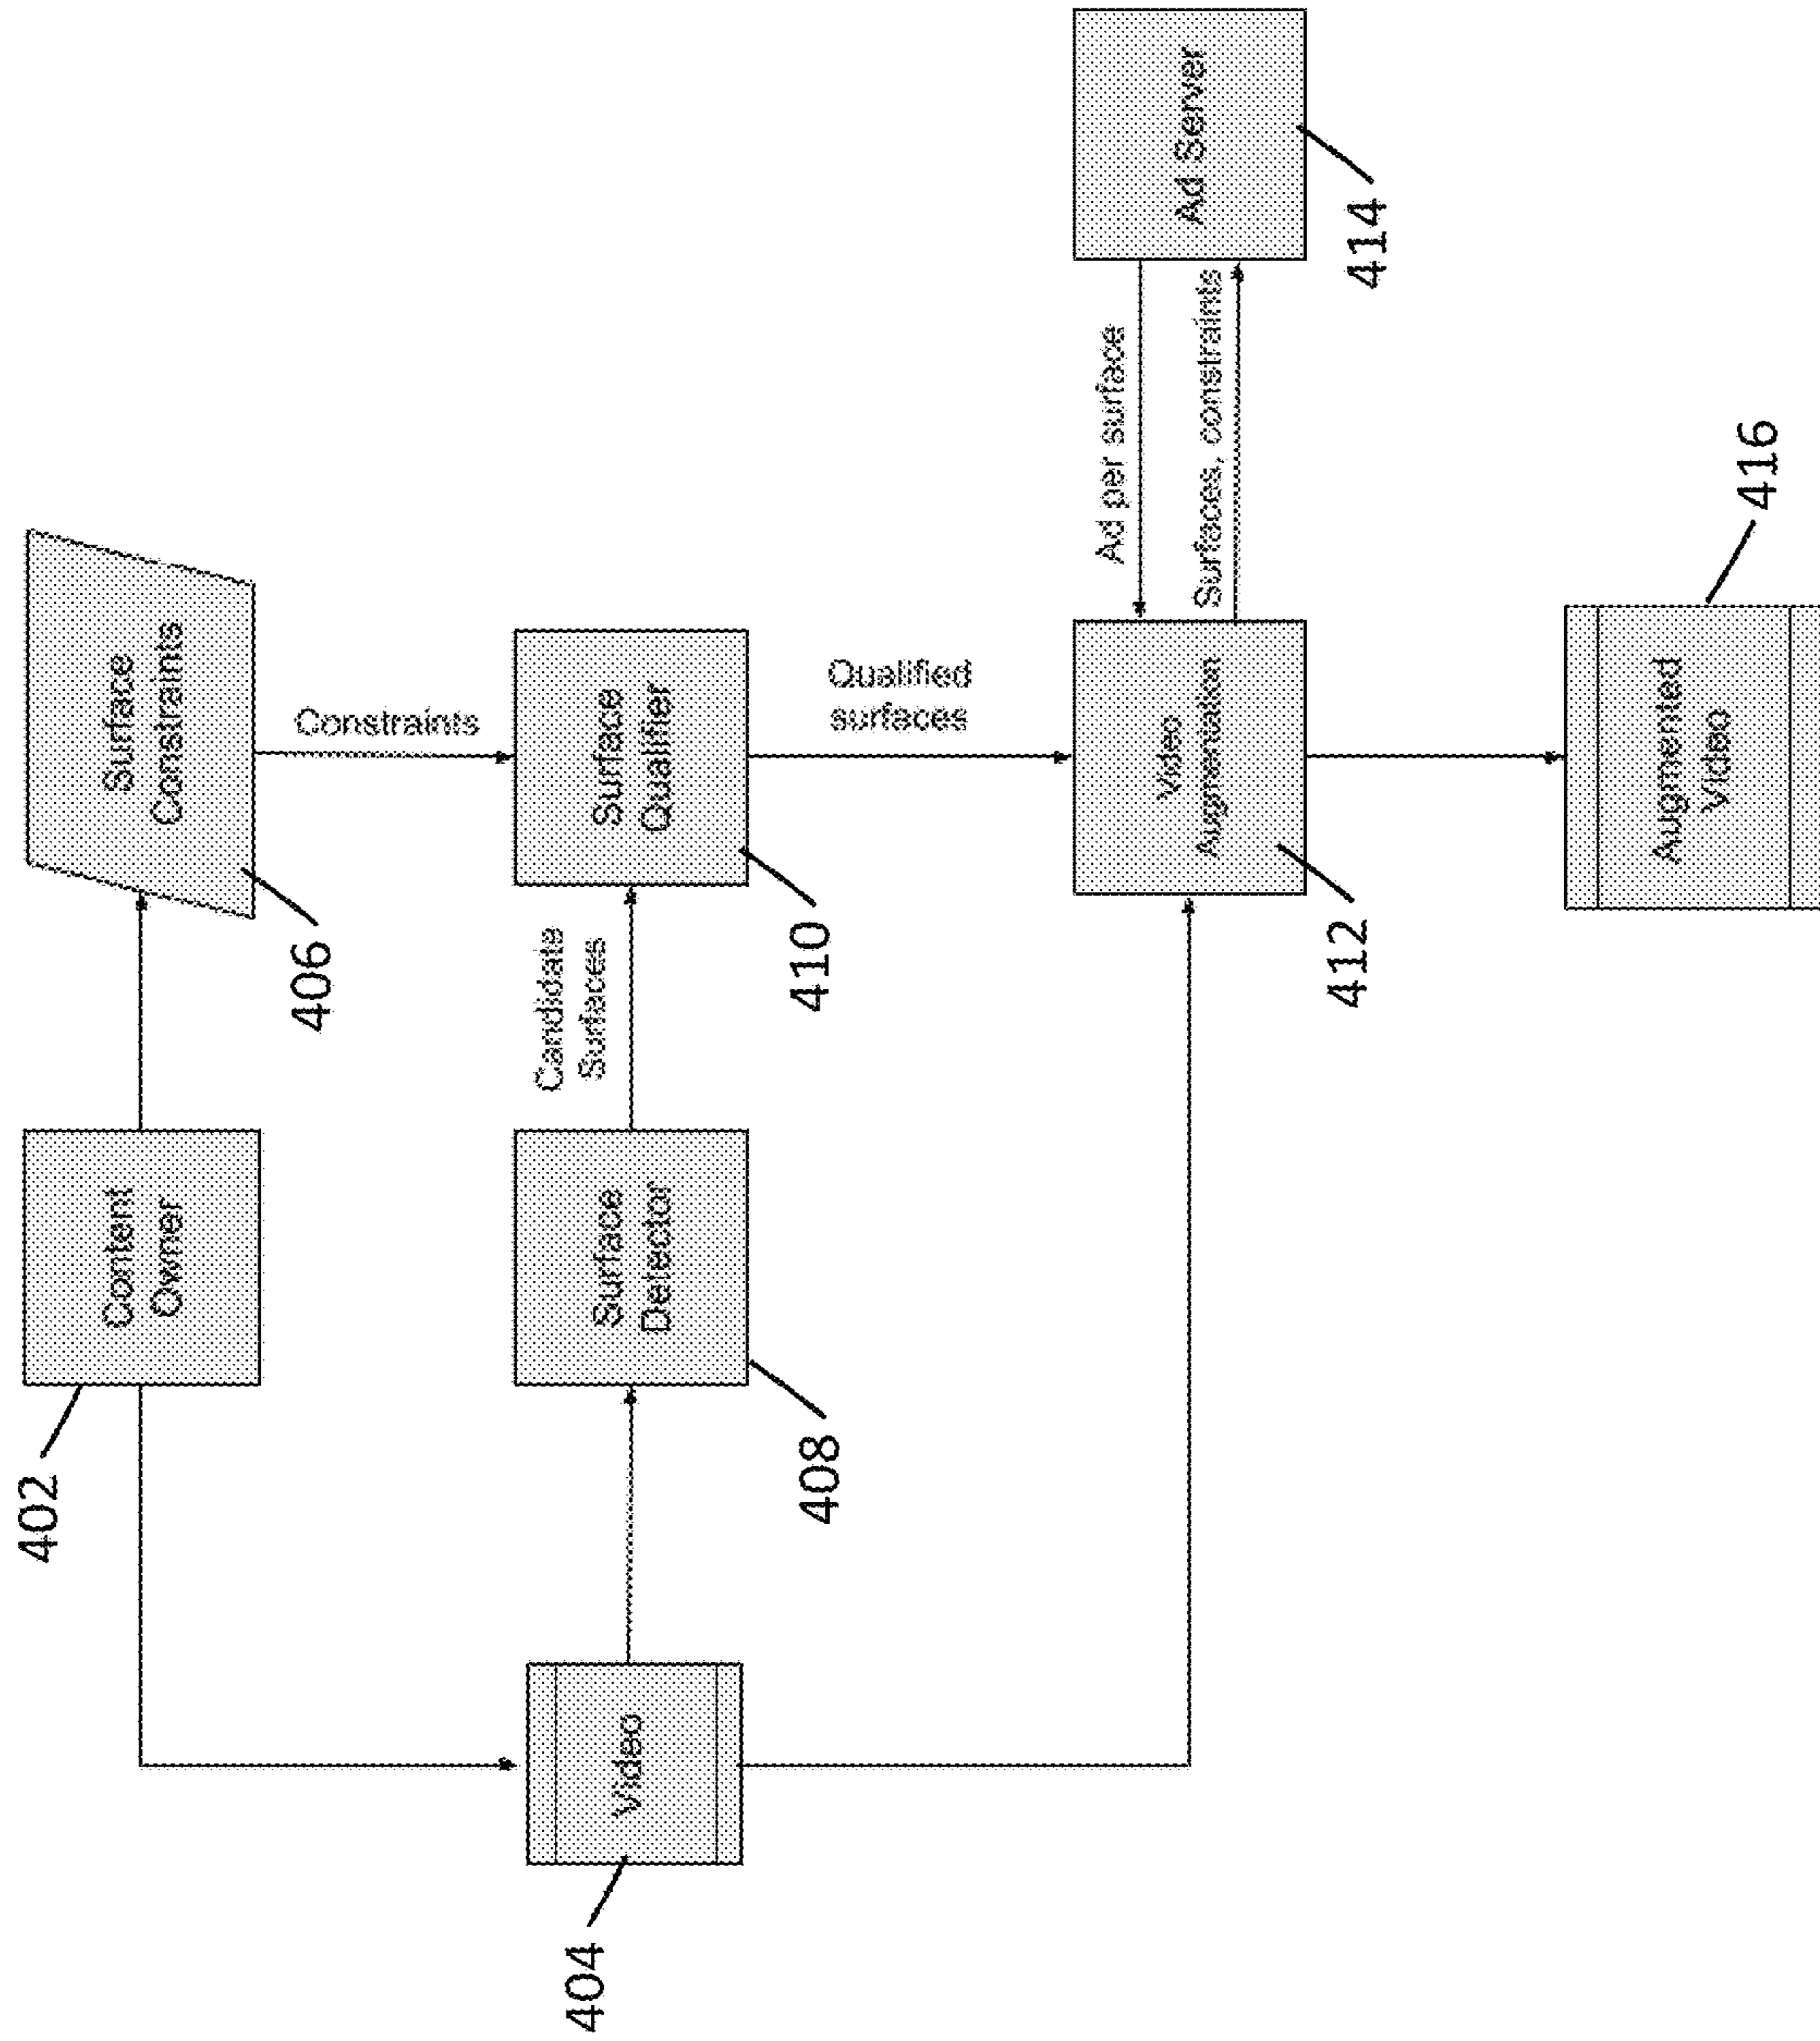 402
Content
Owner
Surface
Constraints
406
Constraints
404
Video
Surface
Detector
408
Candidate
Surfaces
Surface
Qualifier
410
Qualified
surfaces
Video
Augmentation
412
Ad per surface
Surfaces, constraints
Ad Server
414
Augmented
Video
416